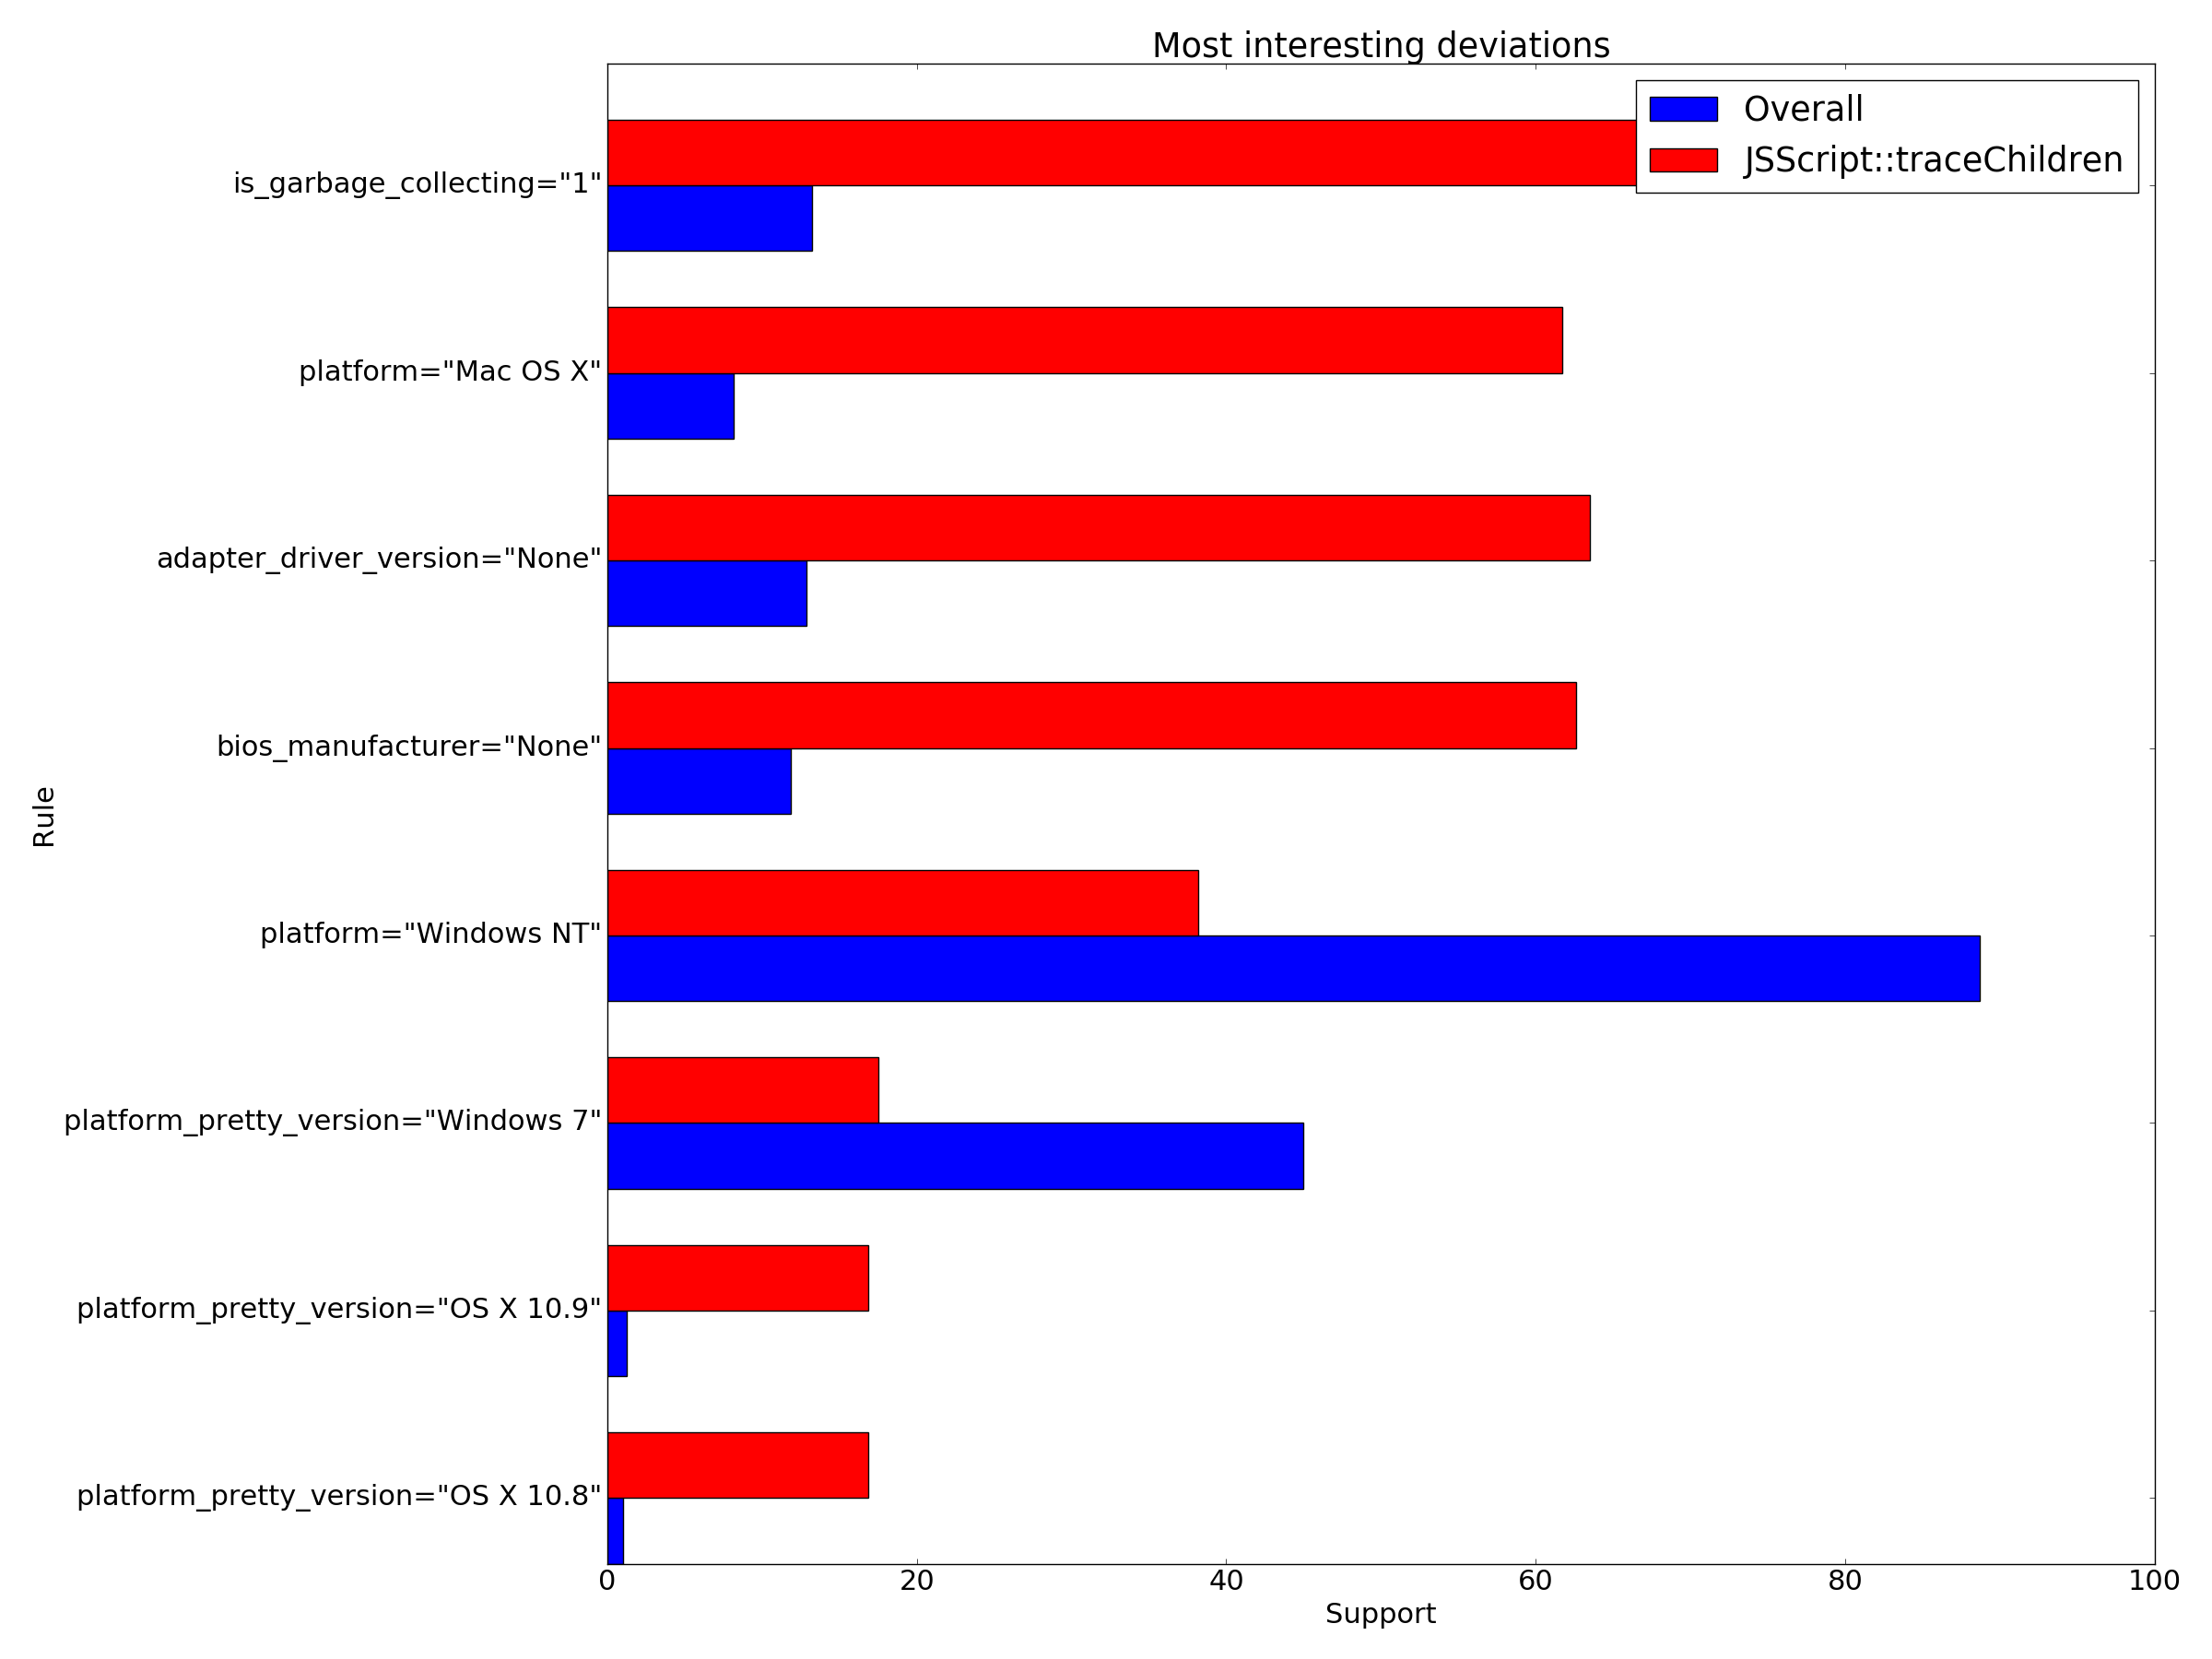 Most interesting deviations
Overall
JSScript::traceChildren
is_garbage_collecting="1"
platform="Mac OS X"
adapter_driver_version="None"
bios_manufacturer="None"
platform="Windows NT"
platform_pretty_version="Windows 7"
platform_pretty_version="OS X 10.9"
platform_pretty_version="OS X 10.8"
Rule
0 20 40 60 80 100
Support